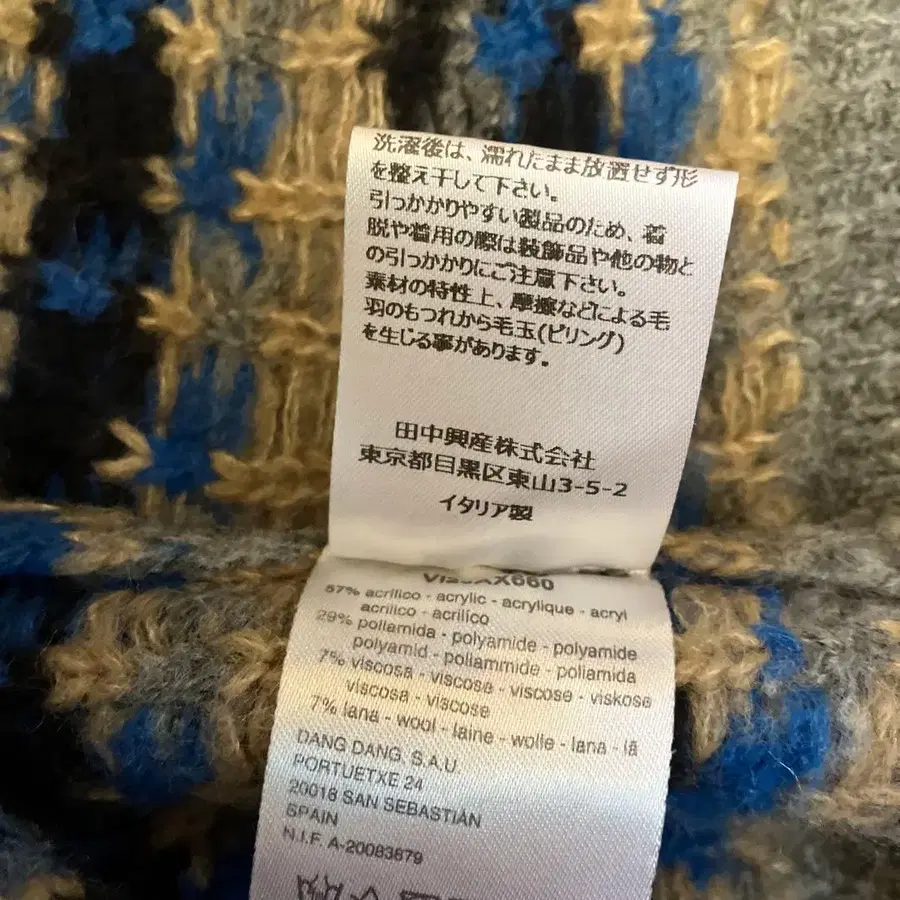 洗濯後は、濡れたまま放置せず形
を整え干して下さい。
引っかかりやすい製品のため、着
脱や着用の際は装飾品や他の物と
の引っかかりにご注意下さい。
素材の特性上、摩擦などによる毛
羽のもつれから毛玉(ピリング)
を生じる事があります。
田中興産株式会社
東京都目黒区東山3-5-2
イタリア製
57% acrílico - acrylic - acrylique - acryl
acrilico - acrílico
29% poliamida - polyamide - polyamide
polyamid - poliammide - poliamida
7% viscosa - viscose - viscose - viskose
viscosa - viscose
7% lana - wool - laine - wolle - lana - lã
DANG DANG, S.A.U.
PORTUETXE 24
20018 SAN SEBASTIÁN
SPAIN
N.I.F. A-20083879